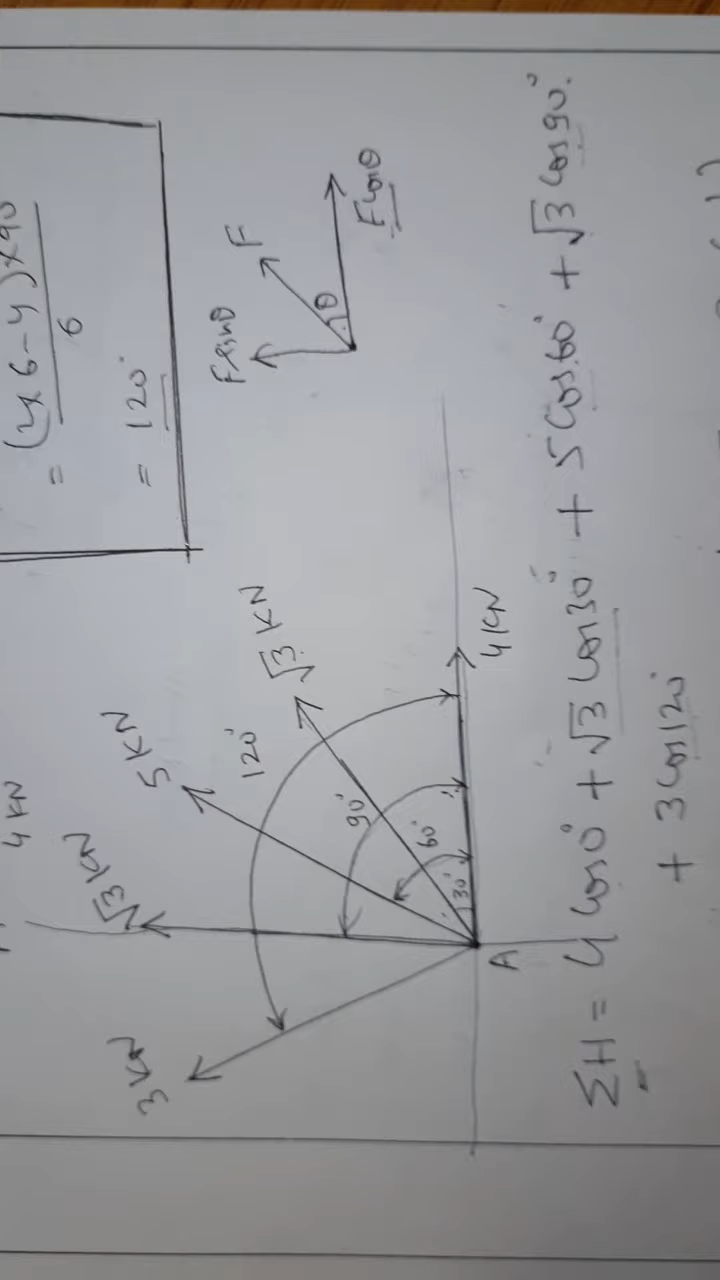 = (2×6-4)×90
6
= 120°
4 KN
3 KN
√3 KN
5 KN
√3 KN
120°
90°
60°
30°
4 KN
A
F sinθ
F
θ
F cosθ
ΣH = 4 cos0° + √3 cos30° + 5 cos60° + √3 cos90°.
+ 3 cos120°